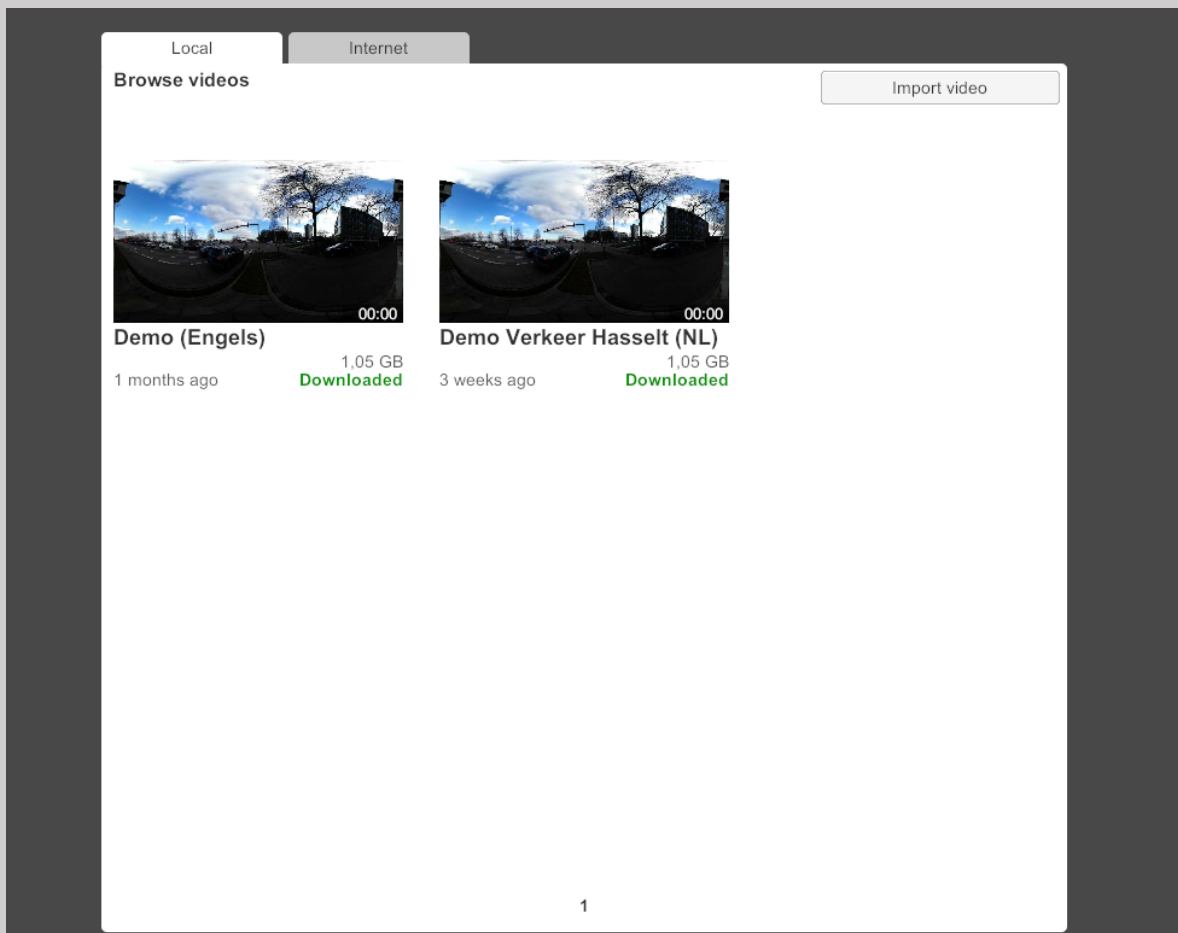 Local
Internet
Browse videos
Import video
00:00
00:00
Demo (Engels)
Demo Verkeer Hasselt (NL)
1,05 GB
1,05 GB
1 months ago
Downloaded
3 weeks ago
Downloaded
1